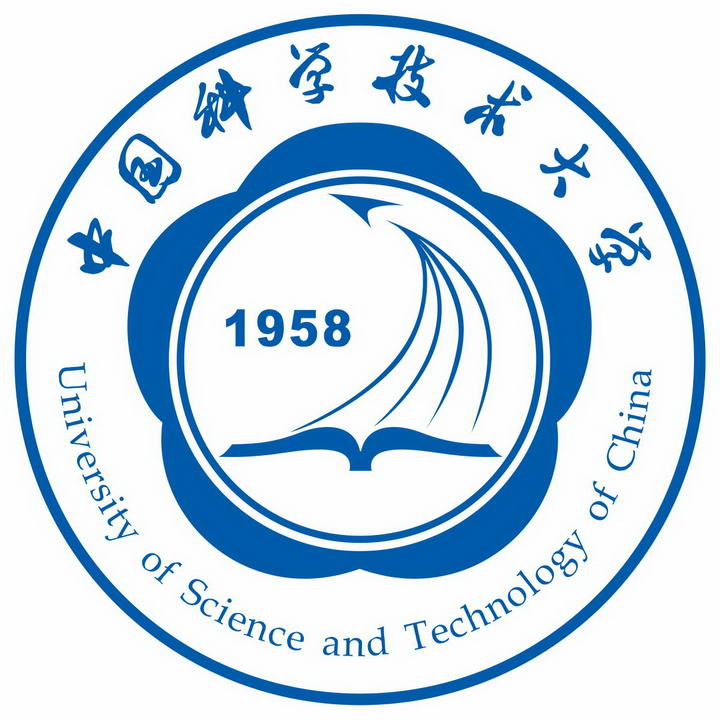 中国科学技术大学
1958
University of Science and Technology of China